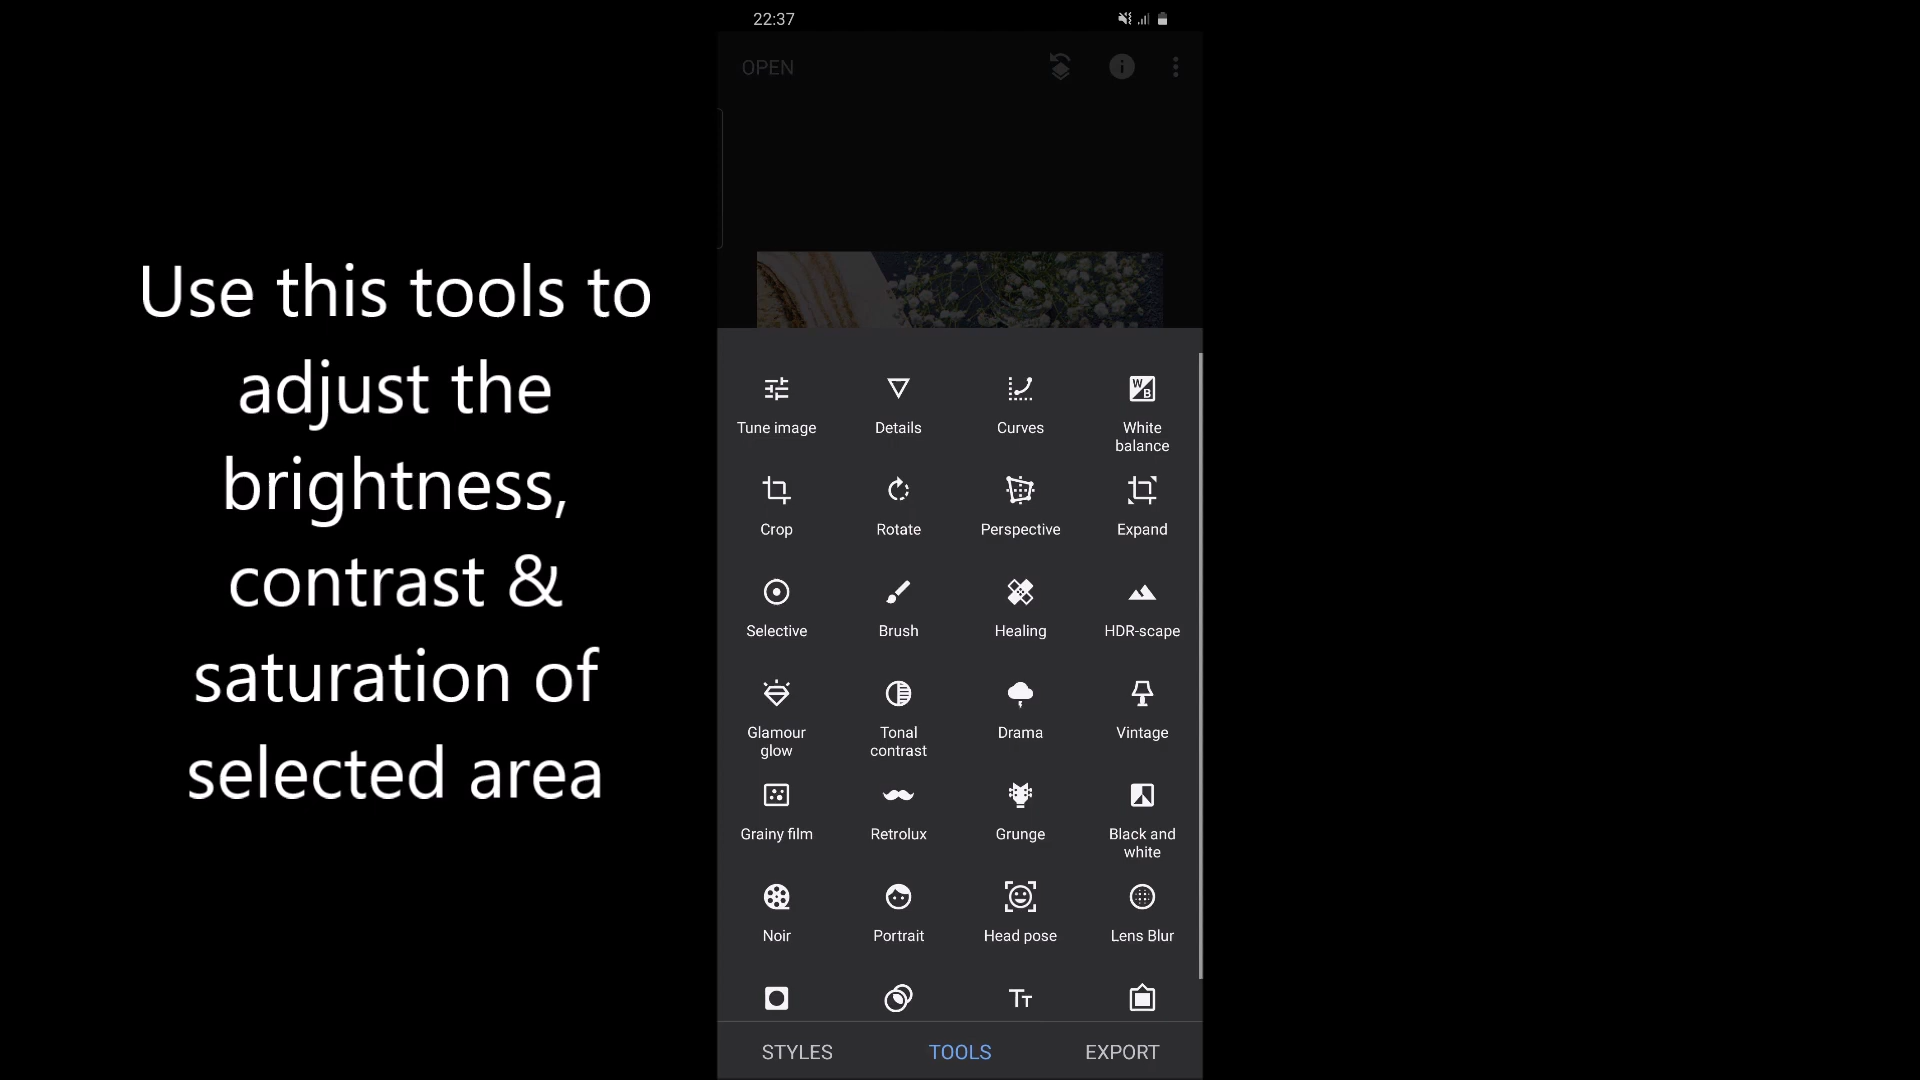 22:37
OPEN
Use this tools to
adjust the
brightness,
contrast &
saturation of
selected area
Tune image
Details
Curves
White
balance
Crop
Rotate
Perspective
Expand
Selective
Brush
Healing
HDR-scape
Glamour
glow
Tonal
contrast
Drama
Vintage
Grainy film
Retrolux
Grunge
Black and
white
Noir
Portrait
Head pose
Lens Blur
STYLES
TOOLS
EXPORT